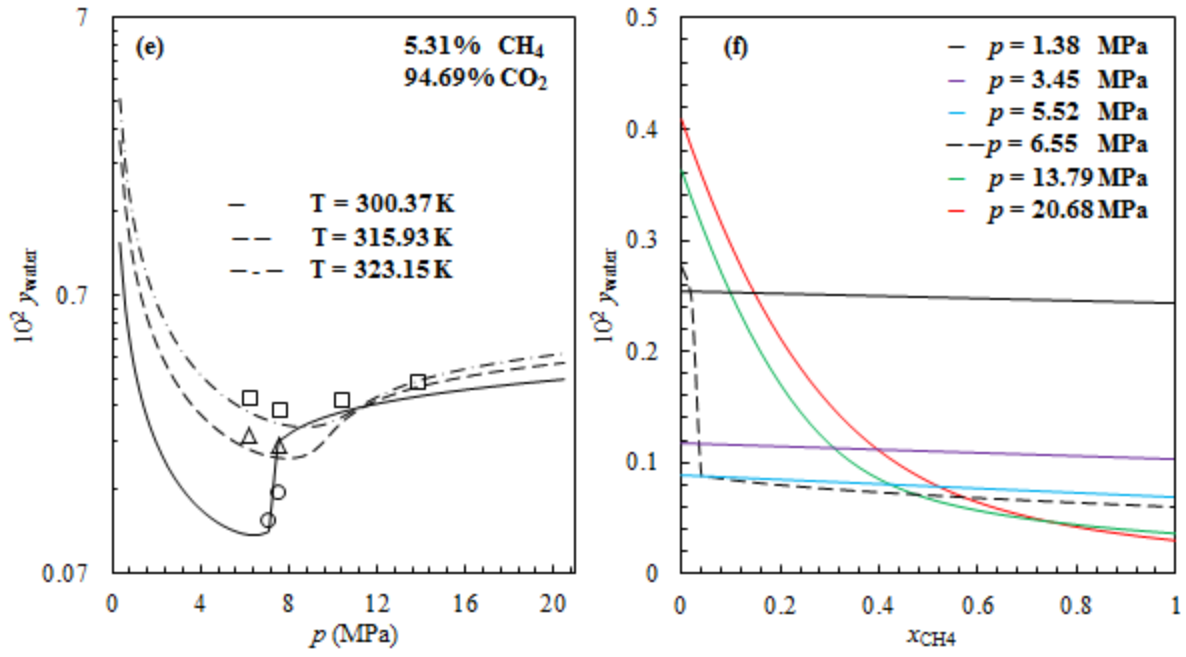 (e)
5.31% CH4
94.69% CO2
T = 300.37 K
T = 315.93 K
T = 323.15 K
7
0.7
0.07
10² ywater
0 4 8 12 16 20
p (MPa)
(f)
p = 1.38 MPa
p = 3.45 MPa
p = 5.52 MPa
p = 6.55 MPa
p = 13.79 MPa
p = 20.68 MPa
0.5
0.4
0.3
0.2
0.1
0
10² ywater
0 0.2 0.4 0.6 0.8 1
xCH4